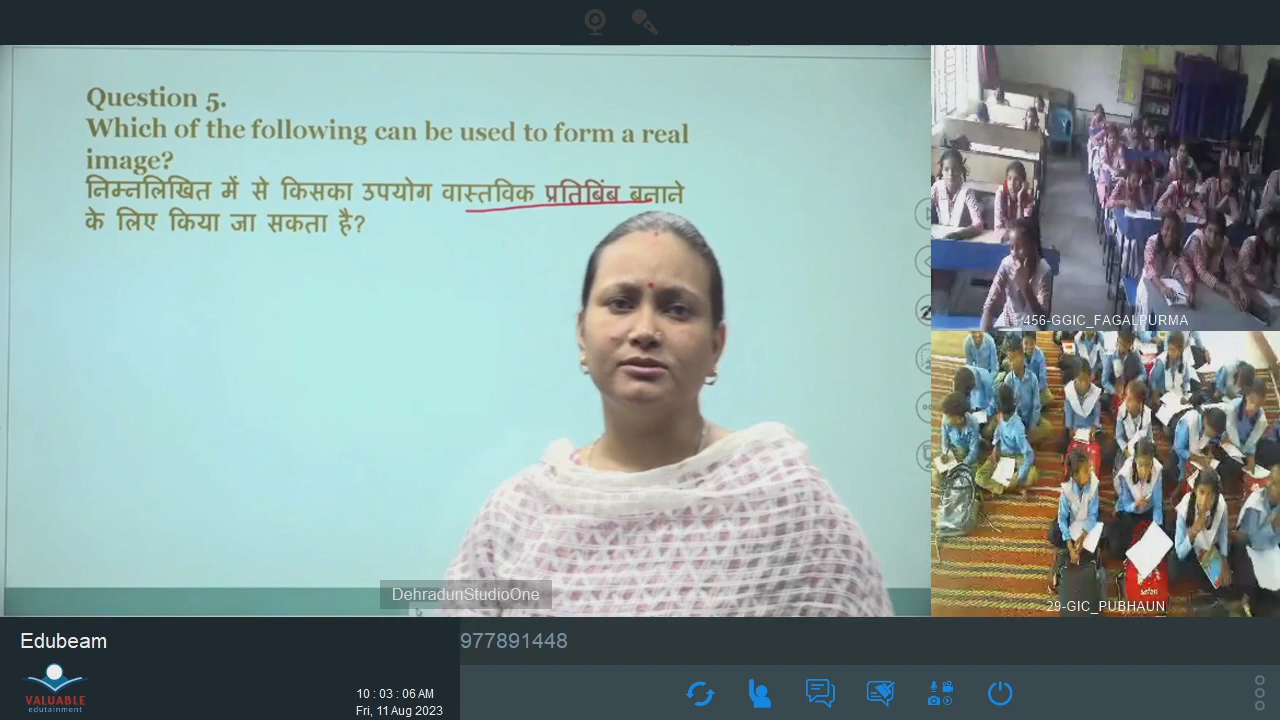 Question 5.
Which of the following can be used to form a real
image?
निम्नलिखित में से किसका उपयोग वास्तविक प्रतिबिंब बनाने
के लिए किया जा सकता है?
DehradunStudioOne
456-GGIC_FAGALPURMA
29-GIC_PUBHAUN
Edubeam
977891448
VALUABLE
edutainment
10 : 03 : 06 AM
Fri, 11 Aug 2023